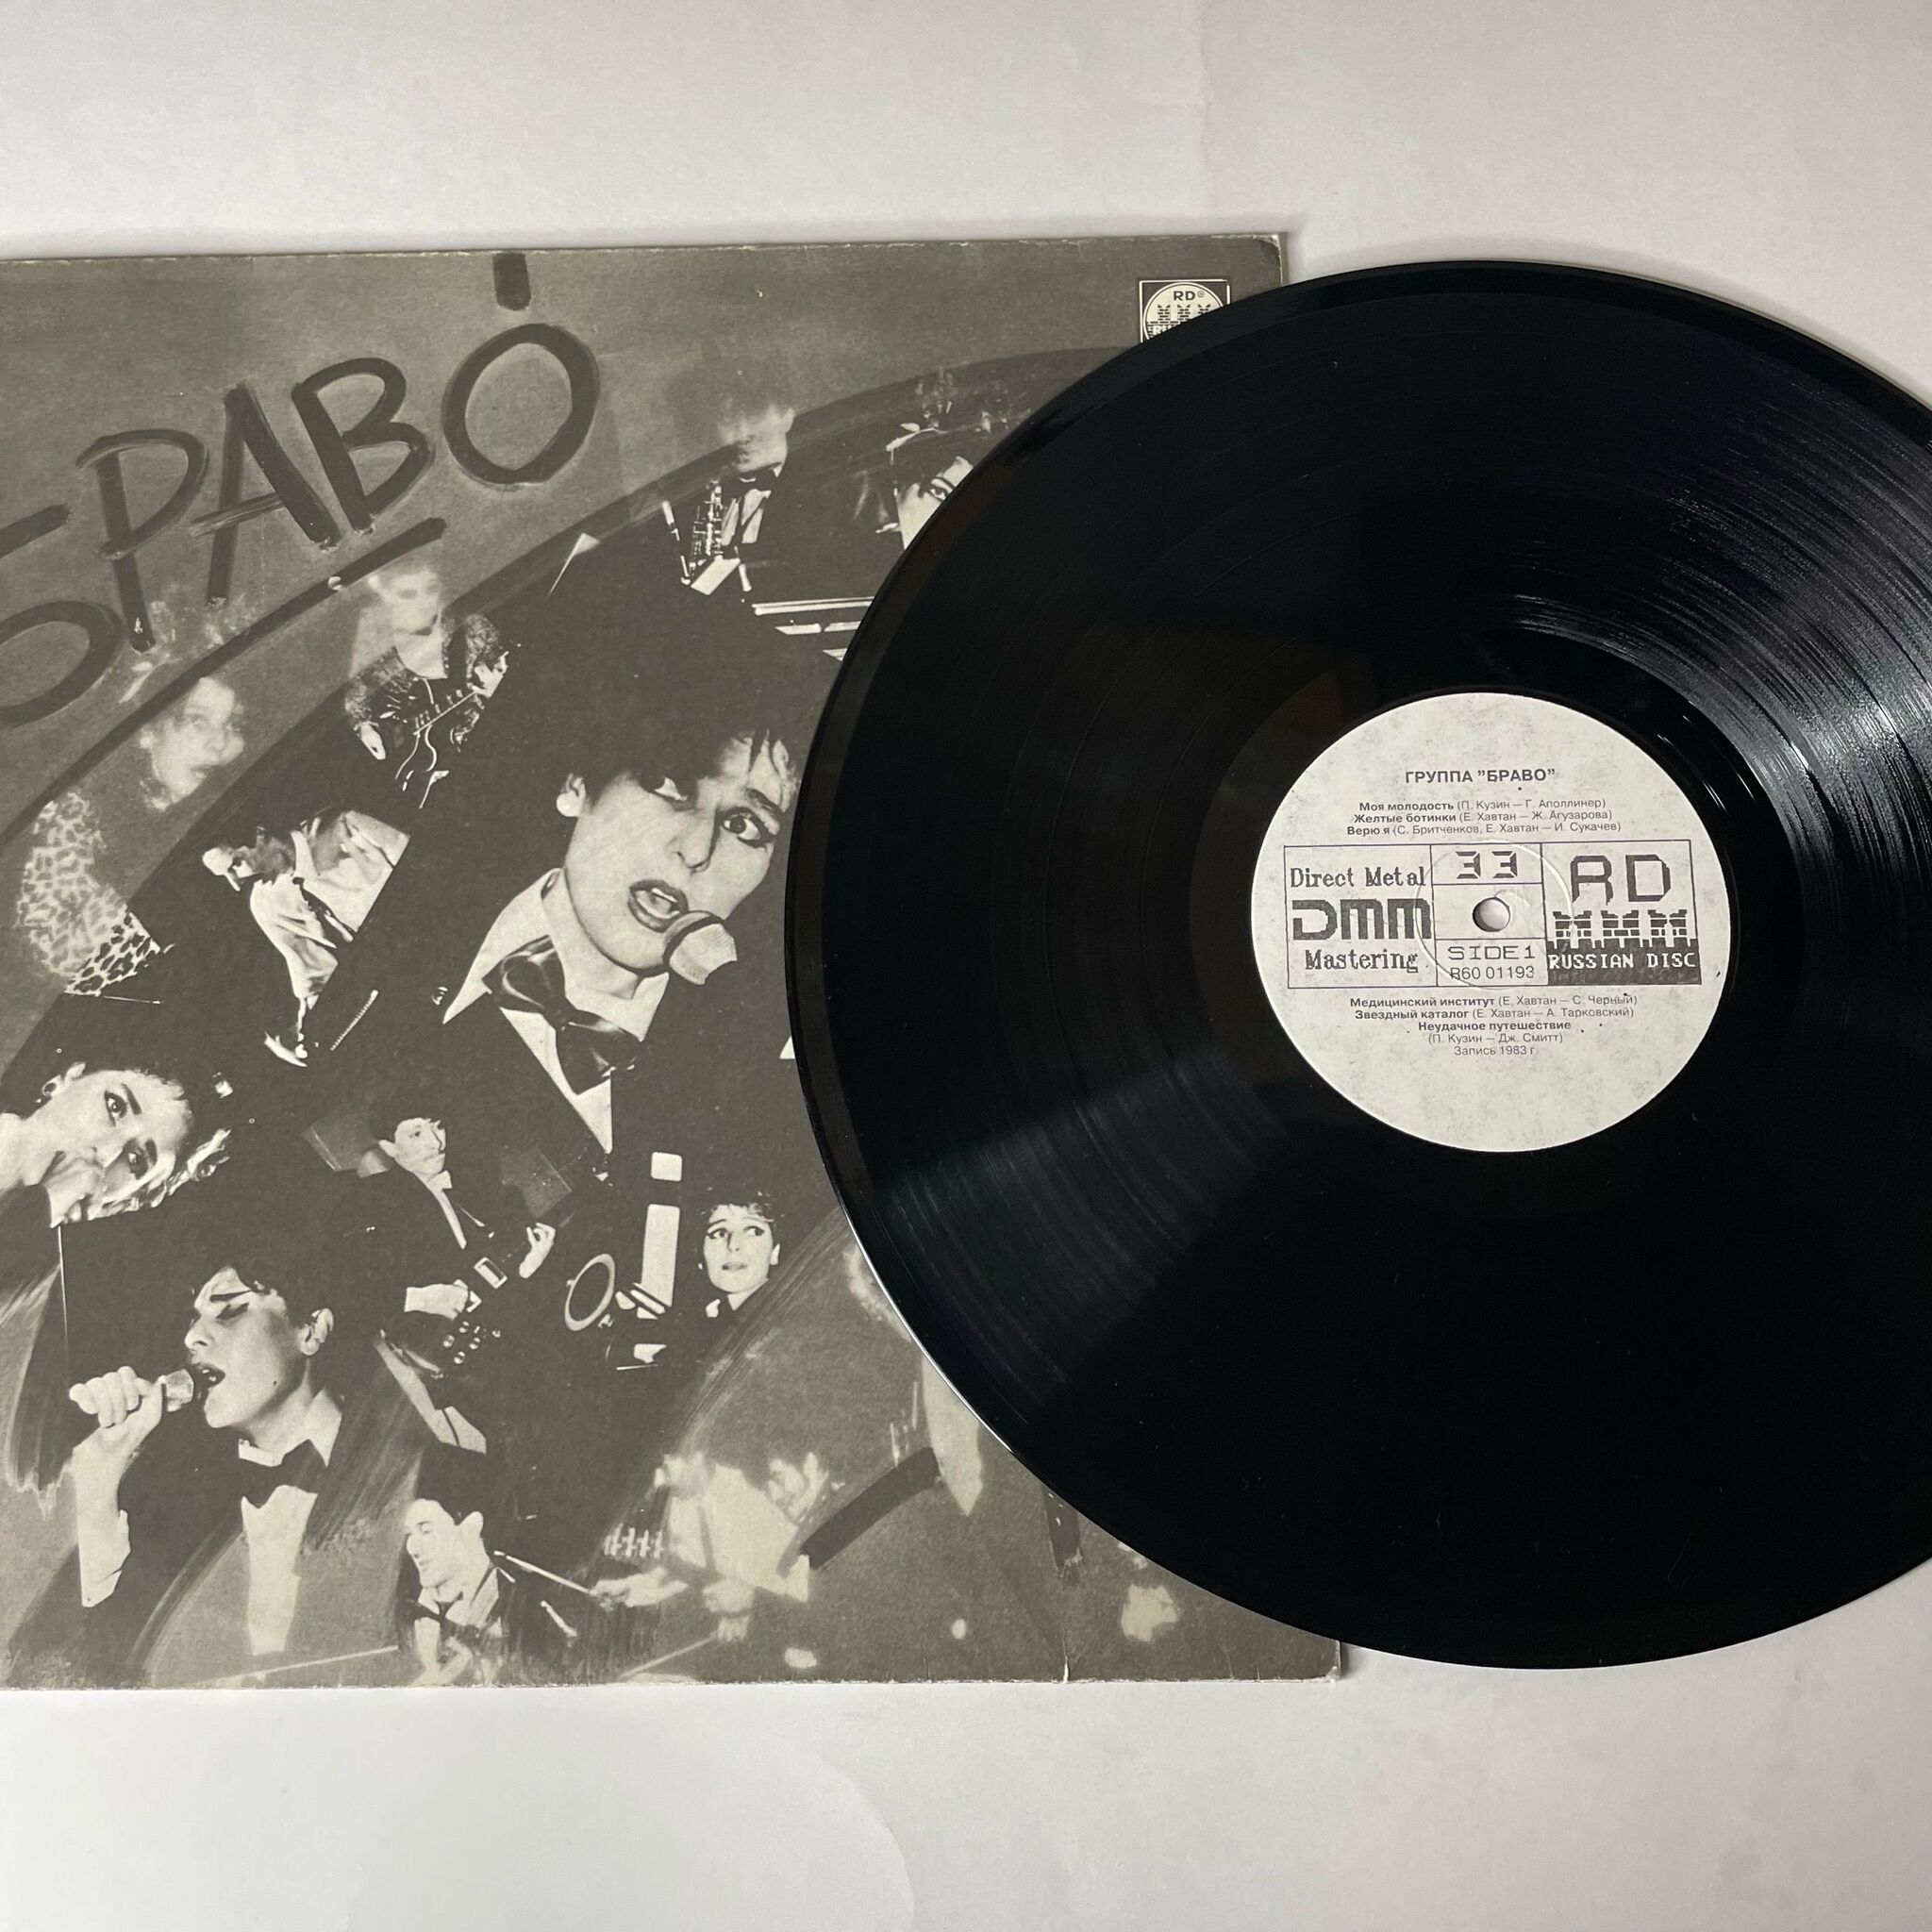 БРАВО
RD®
ГРУППА "БРАВО"
Моя молодость (П. Кузин — Г. Аполлинер)
Желтые ботинки (Е. Хавтан — Ж. Агузарова)
Верю я (С. Бритченков, Е. Хавтан — И. Сукачев)
Direct Metal
DMM
Mastering
33
SIDE1
R60 01193
RD
RUSSIAN DISC
Медицинский институт (Е. Хавтан — С. Черный)
Звездный каталог (Е. Хавтан — А. Тарковский)
Неудачное путешествие
(П. Кузин — Дж. Смитт)
Запись 1983 г